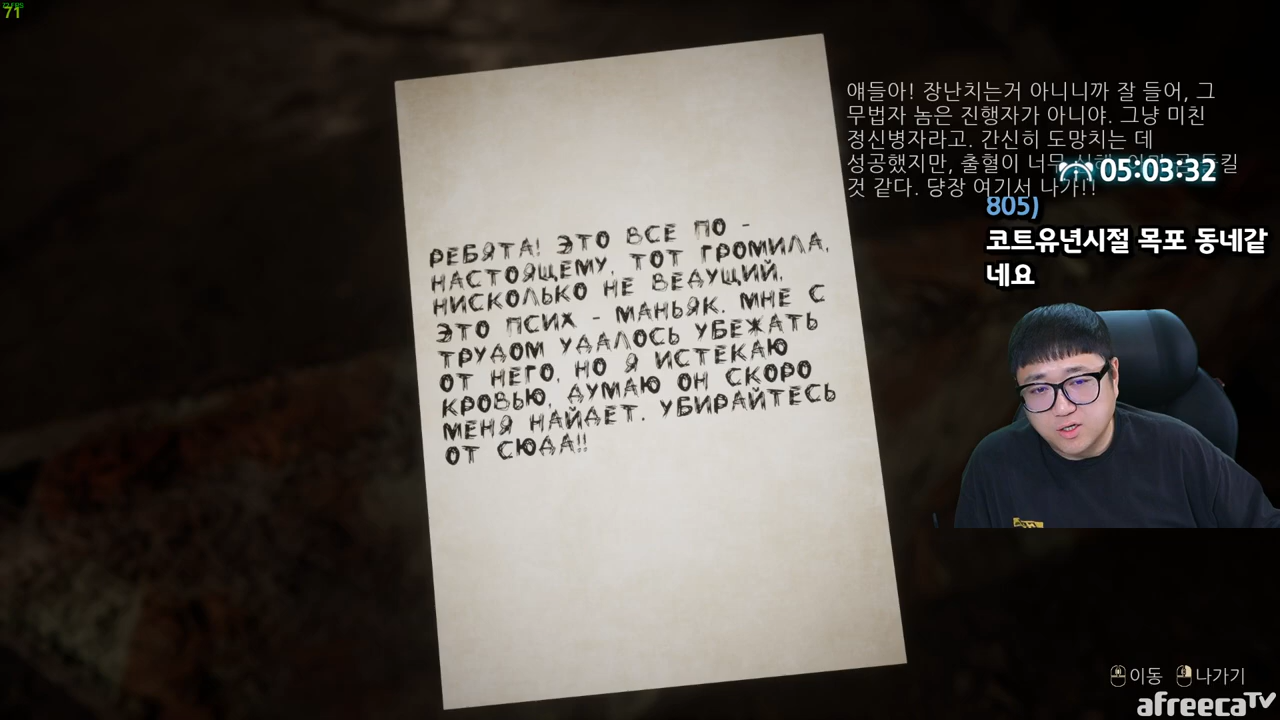 72 FPS
71
РЕБЯТА! ЭТО ВСЕ ПО -
НАСТОЯЩЕМУ, ТОТ ГРОМИЛА,
НИСКОЛЬКО НЕ ВЕДУЩИЙ,
ЭТО ПСИХ - МАНЬЯК. МНЕ С
ТРУДОМ УДАЛОСЬ УБЕЖАТЬ
ОТ НЕГО, НО Я ИСТЕКАЮ
КРОВЬЮ, ДУМАЮ ОН СКОРО
МЕНЯ НАЙДЕТ. УБИРАЙТЕСЬ
ОТ СЮДА!!
얘들아! 장난치는거 아니니까 잘 들어, 그
무법자 놈은 진행자가 아니야. 그냥 미친
정신병자라고. 간신히 도망치는 데
성공했지만, 출혈이 너무
것 같다. 댱장 여기서 나가!!
05:03:32
805)
코트유년시절 목포 동네같
네요
이동 나가기
afreecaTV